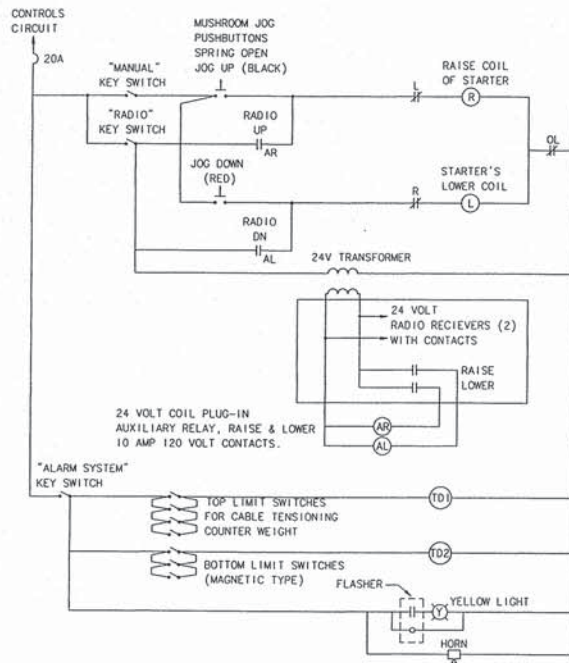 CONTROLS
CIRCUIT
20A
MUSHROOM JOG
PUSHBUTTONS
SPRING OPEN
JOG UP (BLACK)
"MANUAL"
KEY SWITCH
"RADIO"
KEY SWITCH
RADIO
UP
AR
JOG DOWN
(RED)
RADIO
DN
AL
L
RAISE COIL
OF STARTER
R
OL
R
STARTER'S
LOWER COIL
L
24V TRANSFORMER
24 VOLT
RADIO RECIEVERS (2)
WITH CONTACTS
RAISE
LOWER
24 VOLT COIL PLUG-IN
AUXILIARY RELAY, RAISE & LOWER
10 AMP 120 VOLT CONTACTS.
AR
AL
"ALARM SYSTEM"
KEY SWITCH
TOP LIMIT SWITCHES
FOR CABLE TENSIONING
COUNTER WEIGHT
TD1
BOTTOM LIMIT SWITCHES
(MAGNETIC TYPE)
TD2
FLASHER
Y
YELLOW LIGHT
HORN